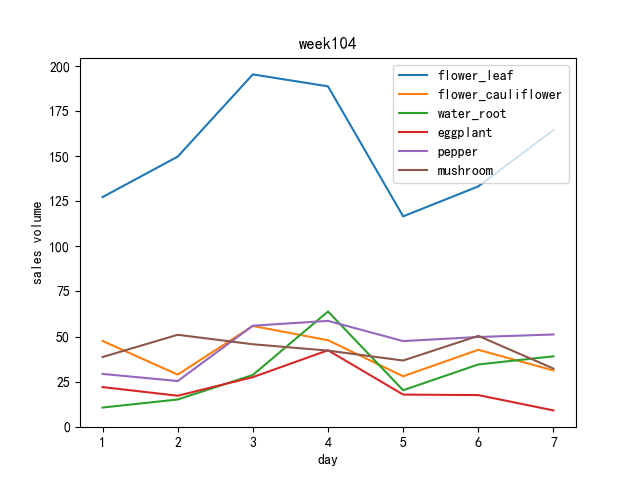 week104
flower_leaf
flower_cauliflower
water_root
eggplant
pepper
mushroom
sales volume
200
175
150
125
100
75
50
25
0
1 2 3 4 5 6 7
day